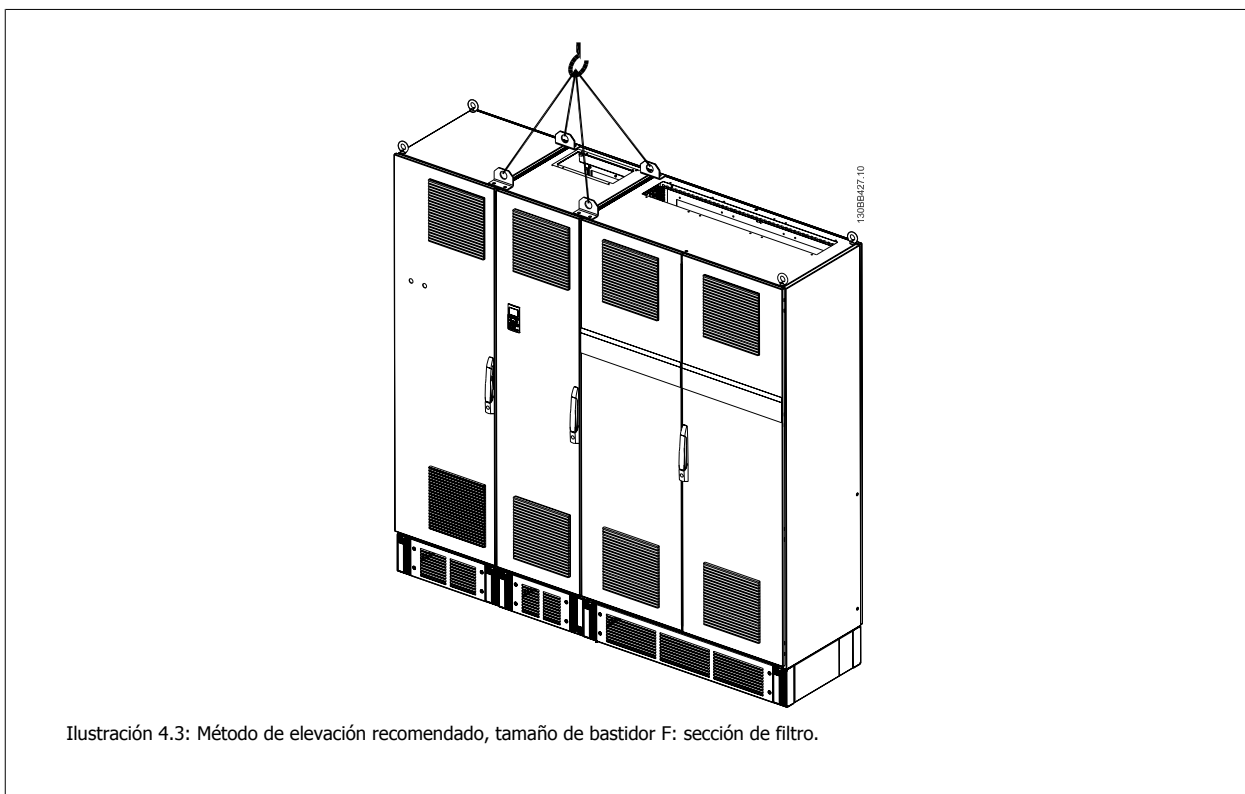 130BB427.10
Ilustración 4.3: Método de elevación recomendado, tamaño de bastidor F: sección de filtro.